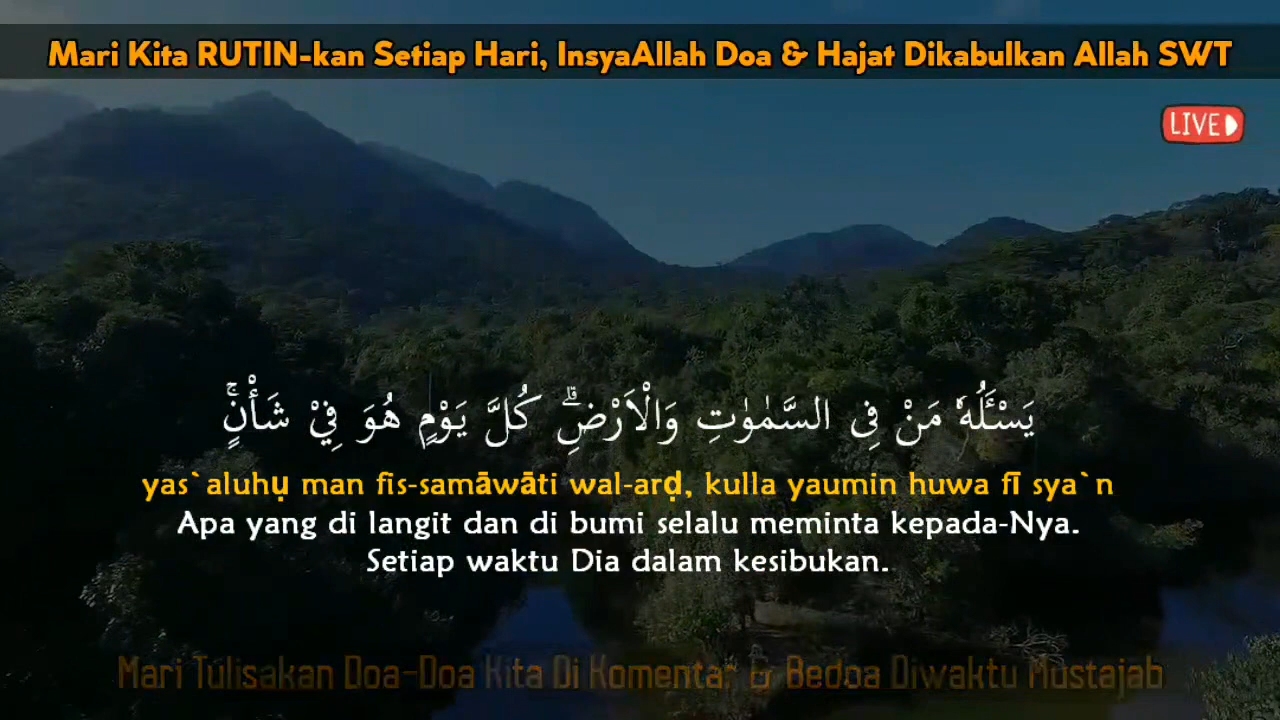 Mari Kita RUTIN-kan Setiap Hari, InsyaAllah Doa & Hajat Dikabulkan Allah SWT
LIVE
يَسْـَٔلُهٗ مَنْ فِى السَّمٰوٰتِ وَالْاَرْضِۗ كُلَّ يَوْمٍ هُوَ فِيْ شَأْنٍۚ
yas`aluhụ man fis-samāwāti wal-arḍ, kulla yaumin huwa fī sya`n
Apa yang di langit dan di bumi selalu meminta kepada-Nya.
Setiap waktu Dia dalam kesibukan.
Mari Tulisakan Doa-Doa Kita Di Komentar & Bedoa Diwaktu Mustajab